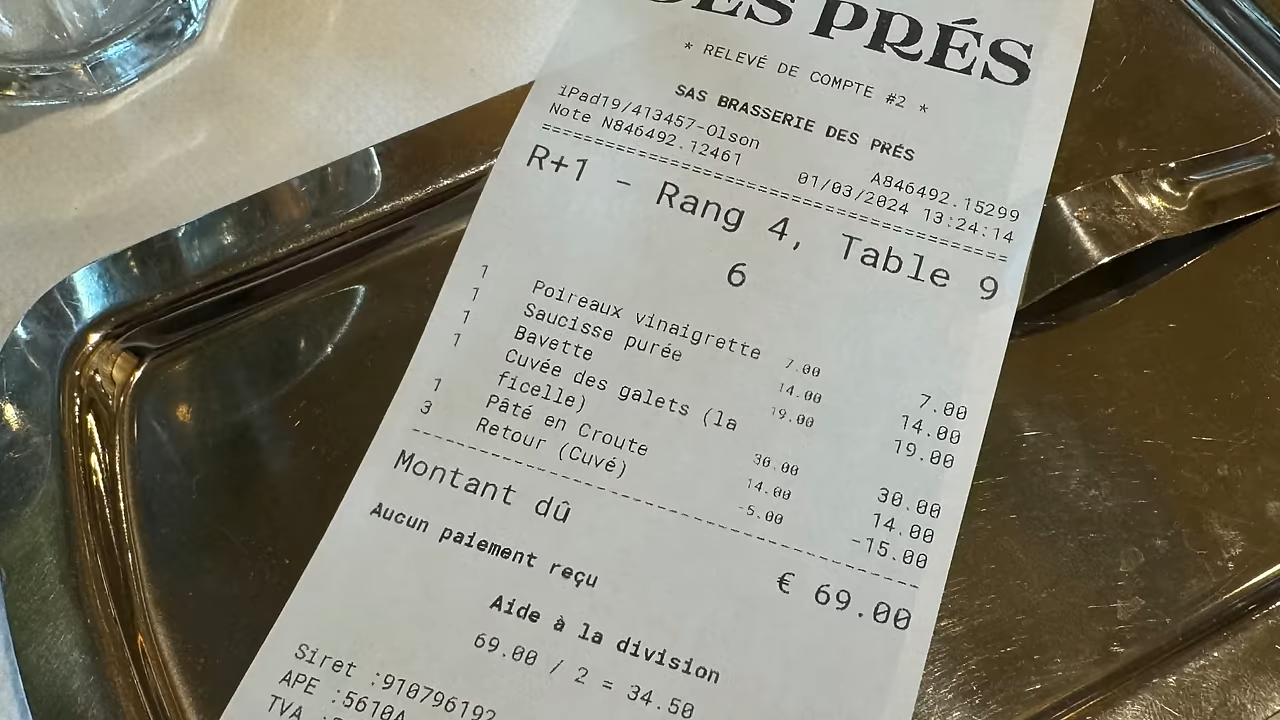 DES PRÉS
* RELEVÉ DE COMPTE #2 *
SAS BRASSERIE DES PRÉS
iPad19/413457-Olson A846492.15299
Note N846492.12461 01/03/2024 13:24:14
================================================
R+1 - Rang 4, Table 9
6
1 Poireaux vinaigrette 7.00 7.00
1 Saucisse purée 14.00 14.00
1 Bavette 19.00 19.00
1 Cuvée des galets (la
ficelle) 30.00 30.00
1 Pâté en Croute 14.00 14.00
3 Retour (Cuvé) -5.00 -15.00
------------------------------------------------
Montant dû € 69.00
Aucun paiement reçu
Aide à la division
69.00 / 2 = 34.50
Siret :910796192
APE :5610A
TVA :